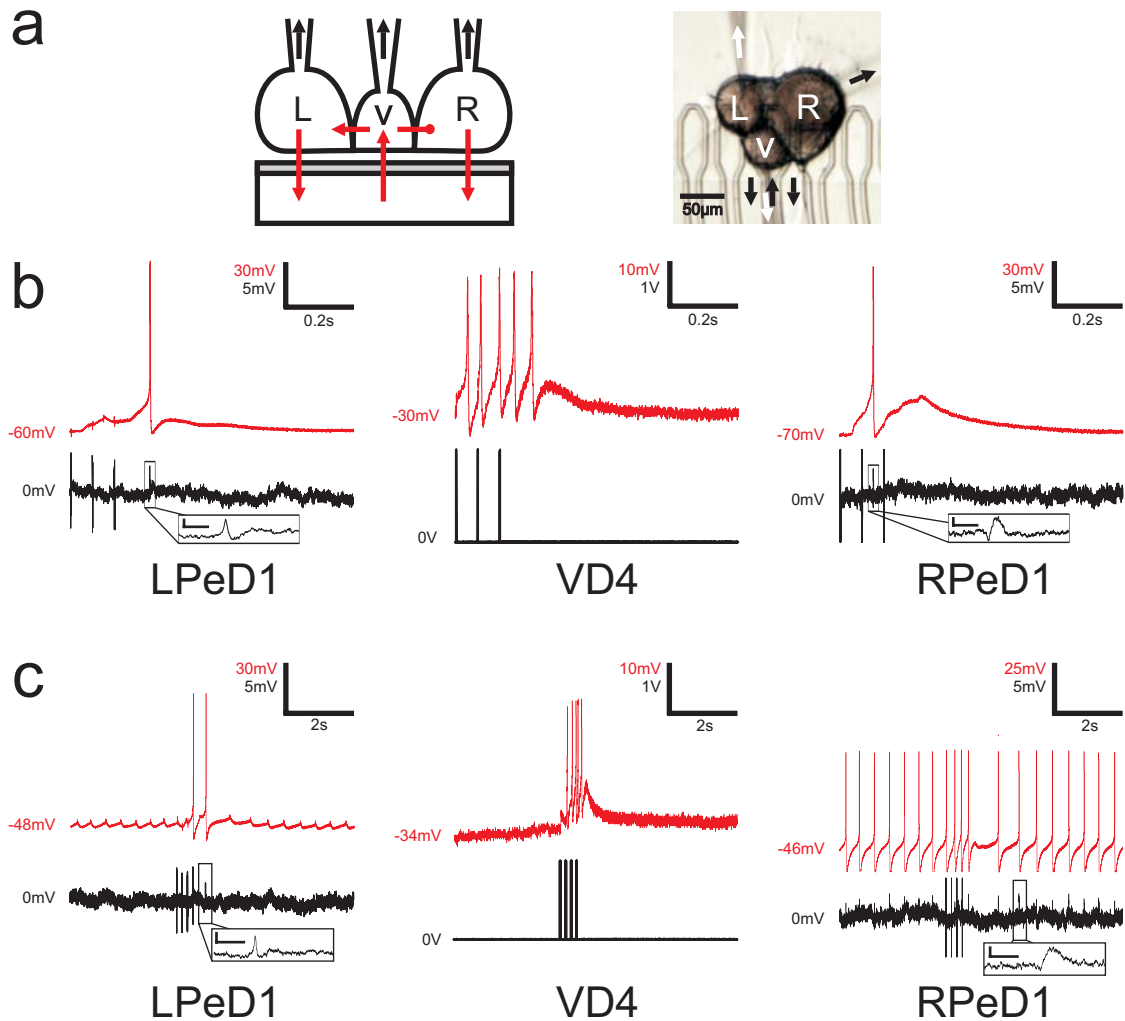 a
L
v
R
L
R
v
50µm
b
30mV
5mV
0.2s
-60mV
0mV
LPeD1
10mV
1V
0.2s
-30mV
0V
VD4
30mV
5mV
0.2s
-70mV
0mV
RPeD1
c
30mV
5mV
2s
-48mV
0mV
LPeD1
10mV
1V
2s
-34mV
0V
VD4
25mV
5mV
2s
-46mV
0mV
RPeD1